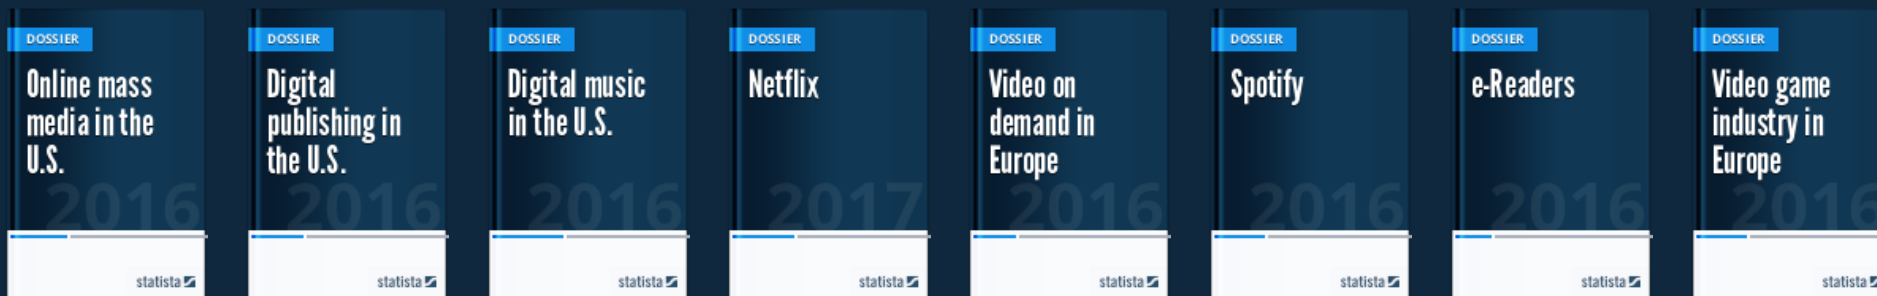 DOSSIER
Online mass
media in the
U.S.
2016
statista
DOSSIER
Digital
publishing in
the U.S.
2016
statista
DOSSIER
Digital music
in the U.S.
2016
statista
DOSSIER
Netflix
2017
statista
DOSSIER
Video on
demand in
Europe
2016
statista
DOSSIER
Spotify
2016
statista
DOSSIER
e-Readers
2016
statista
DOSSIER
Video game
industry in
Europe
2016
statista